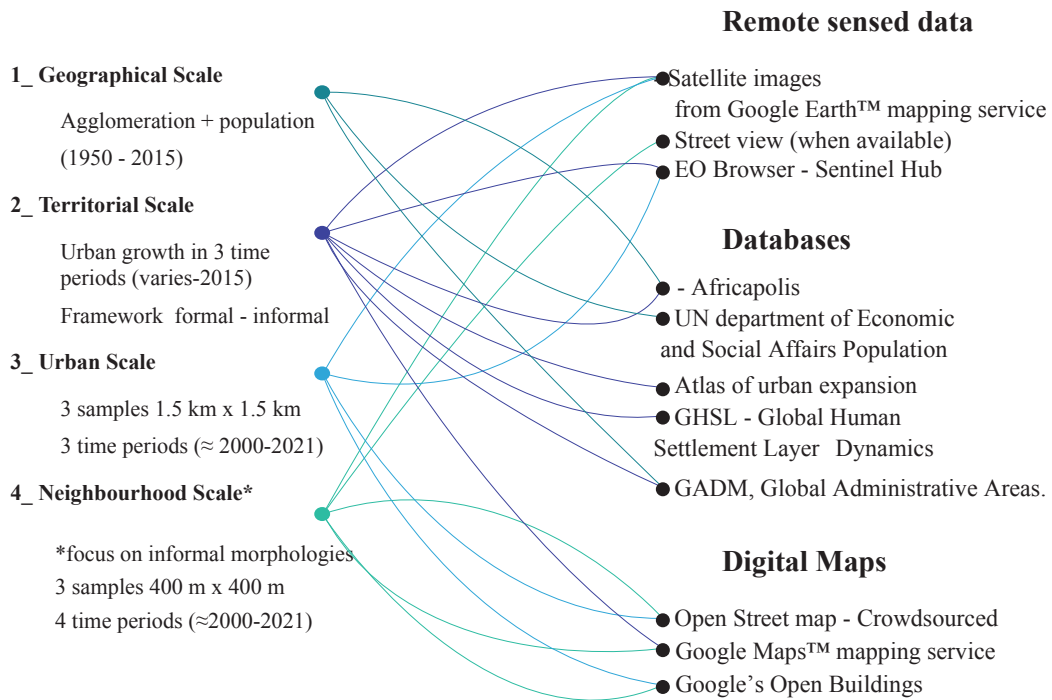 1_ Geographical Scale
Agglomeration + population
(1950 - 2015)
2_ Territorial Scale
Urban growth in 3 time
periods (varies-2015)
Framework formal - informal
3_ Urban Scale
3 samples 1.5 km x 1.5 km
3 time periods (≈ 2000-2021)
4_ Neighbourhood Scale*
*focus on informal morphologies
3 samples 400 m x 400 m
4 time periods (≈2000-2021)
Remote sensed data
Satellite images
from Google Earth™ mapping service
Street view (when available)
EO Browser - Sentinel Hub
Databases
- Africapolis
UN department of Economic
and Social Affairs Population
Atlas of urban expansion
GHSL - Global Human
Settlement Layer Dynamics
GADM, Global Administrative Areas.
Digital Maps
Open Street map - Crowdsourced
Google Maps™ mapping service
Google's Open Buildings